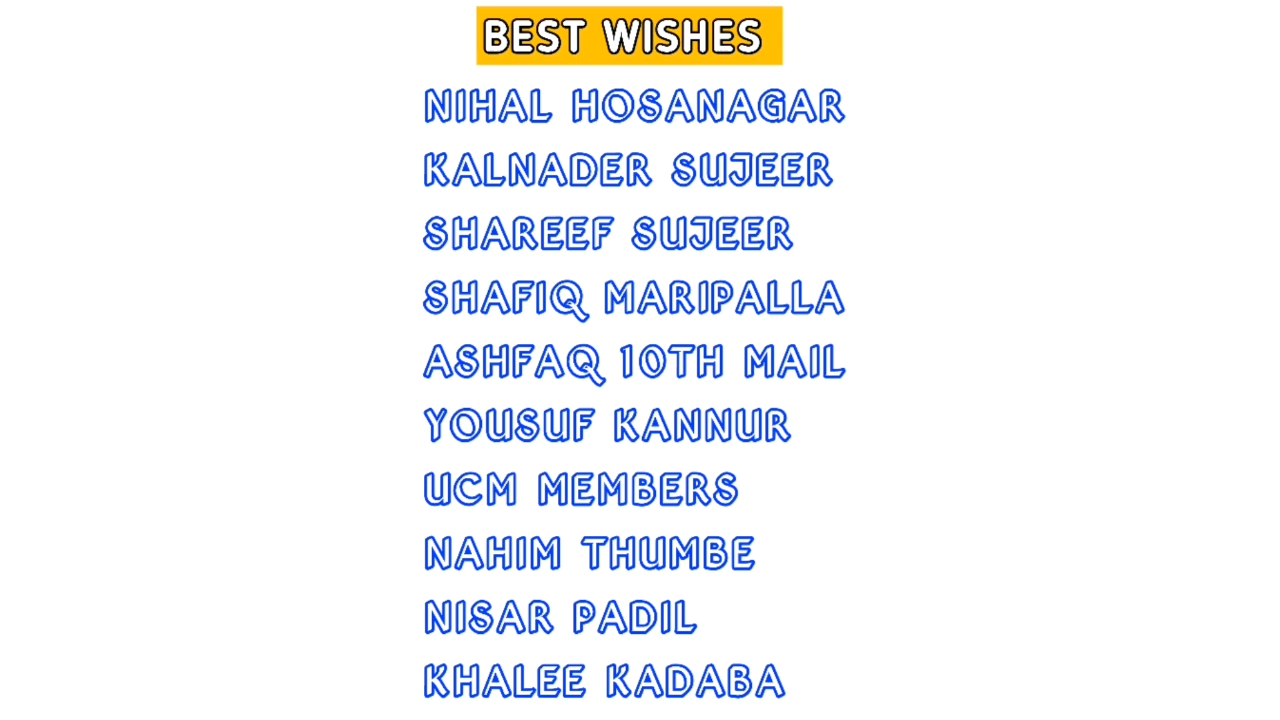 BEST WISHES
NIHAL HOSANAGAR
KALNADER SUJEER
SHAREEF SUJEER
SHAFIQ MARIPALLA
ASHFAQ 10TH MAIL
YOUSUF KANNUR
UCM MEMBERS
NAHIM THUMBE
NISAR PADIL
KHALEE KADABA